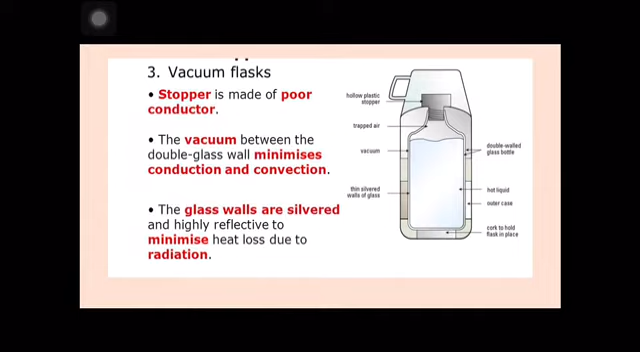 3. Vacuum flasks
• Stopper is made of poor
conductor.
• The vacuum between the
double-glass wall minimises
conduction and convection.
• The glass walls are silvered
and highly reflective to
minimise heat loss due to
radiation.
hollow plastic
stopper
trapped air
vacuum
thin silvered
walls of glass
double-walled
glass bottle
hot liquid
outer case
cork to hold
flask in place